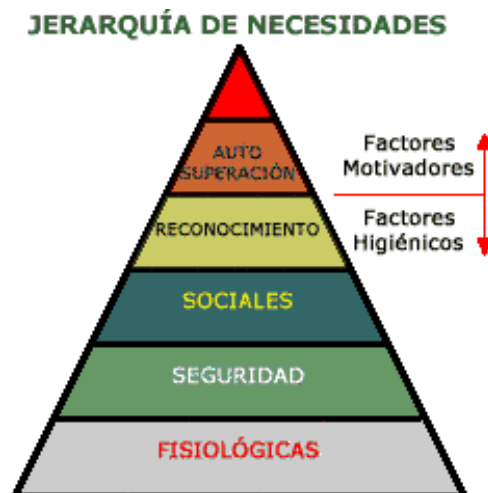 JERARQUÍA DE NECESIDADES
AUTO
SUPERACIÓN
Factores
Motivadores
RECONOCIMIENTO
Factores
Higiénicos
SOCIALES
SEGURIDAD
FISIOLÓGICAS